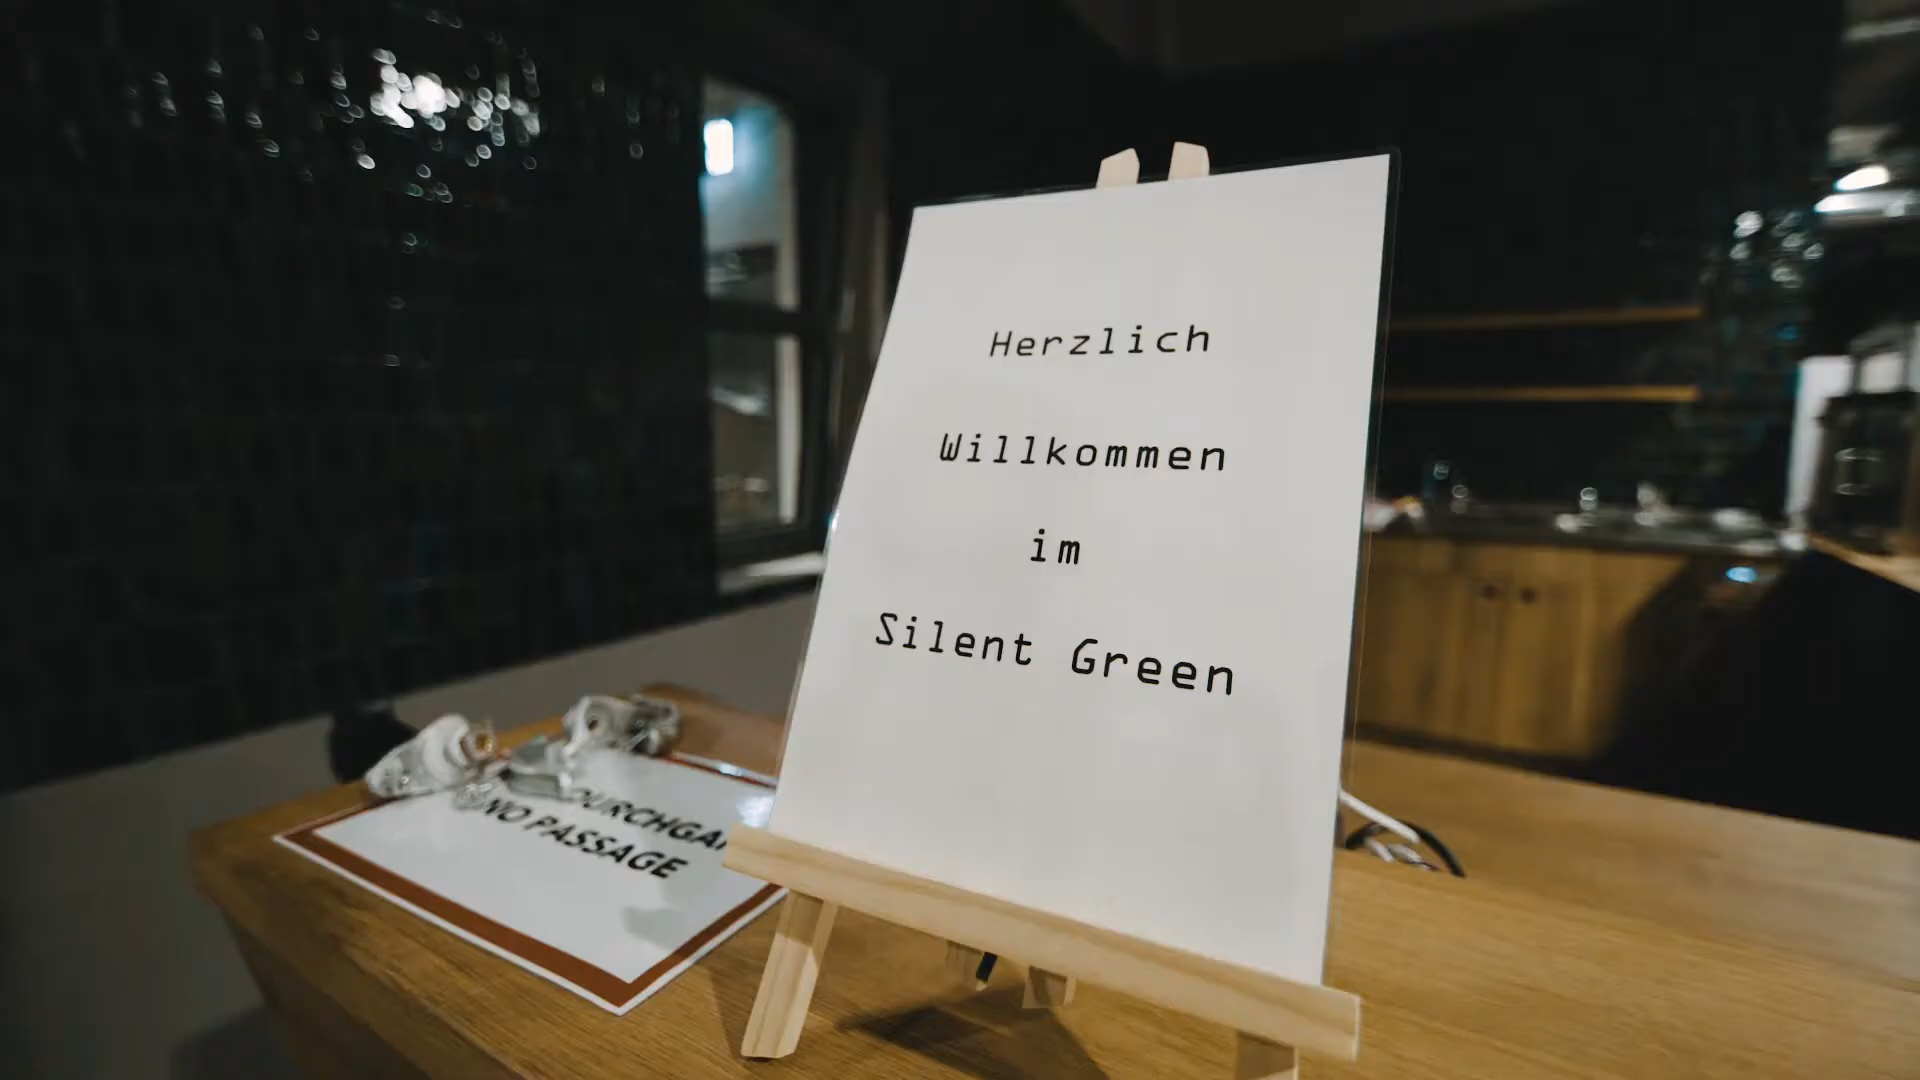 Herzlich
Willkommen
im
Silent Green
NO PASSAGE